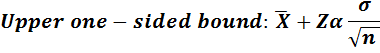 Upper one − sided bound: X̅ + Zα σ/√n